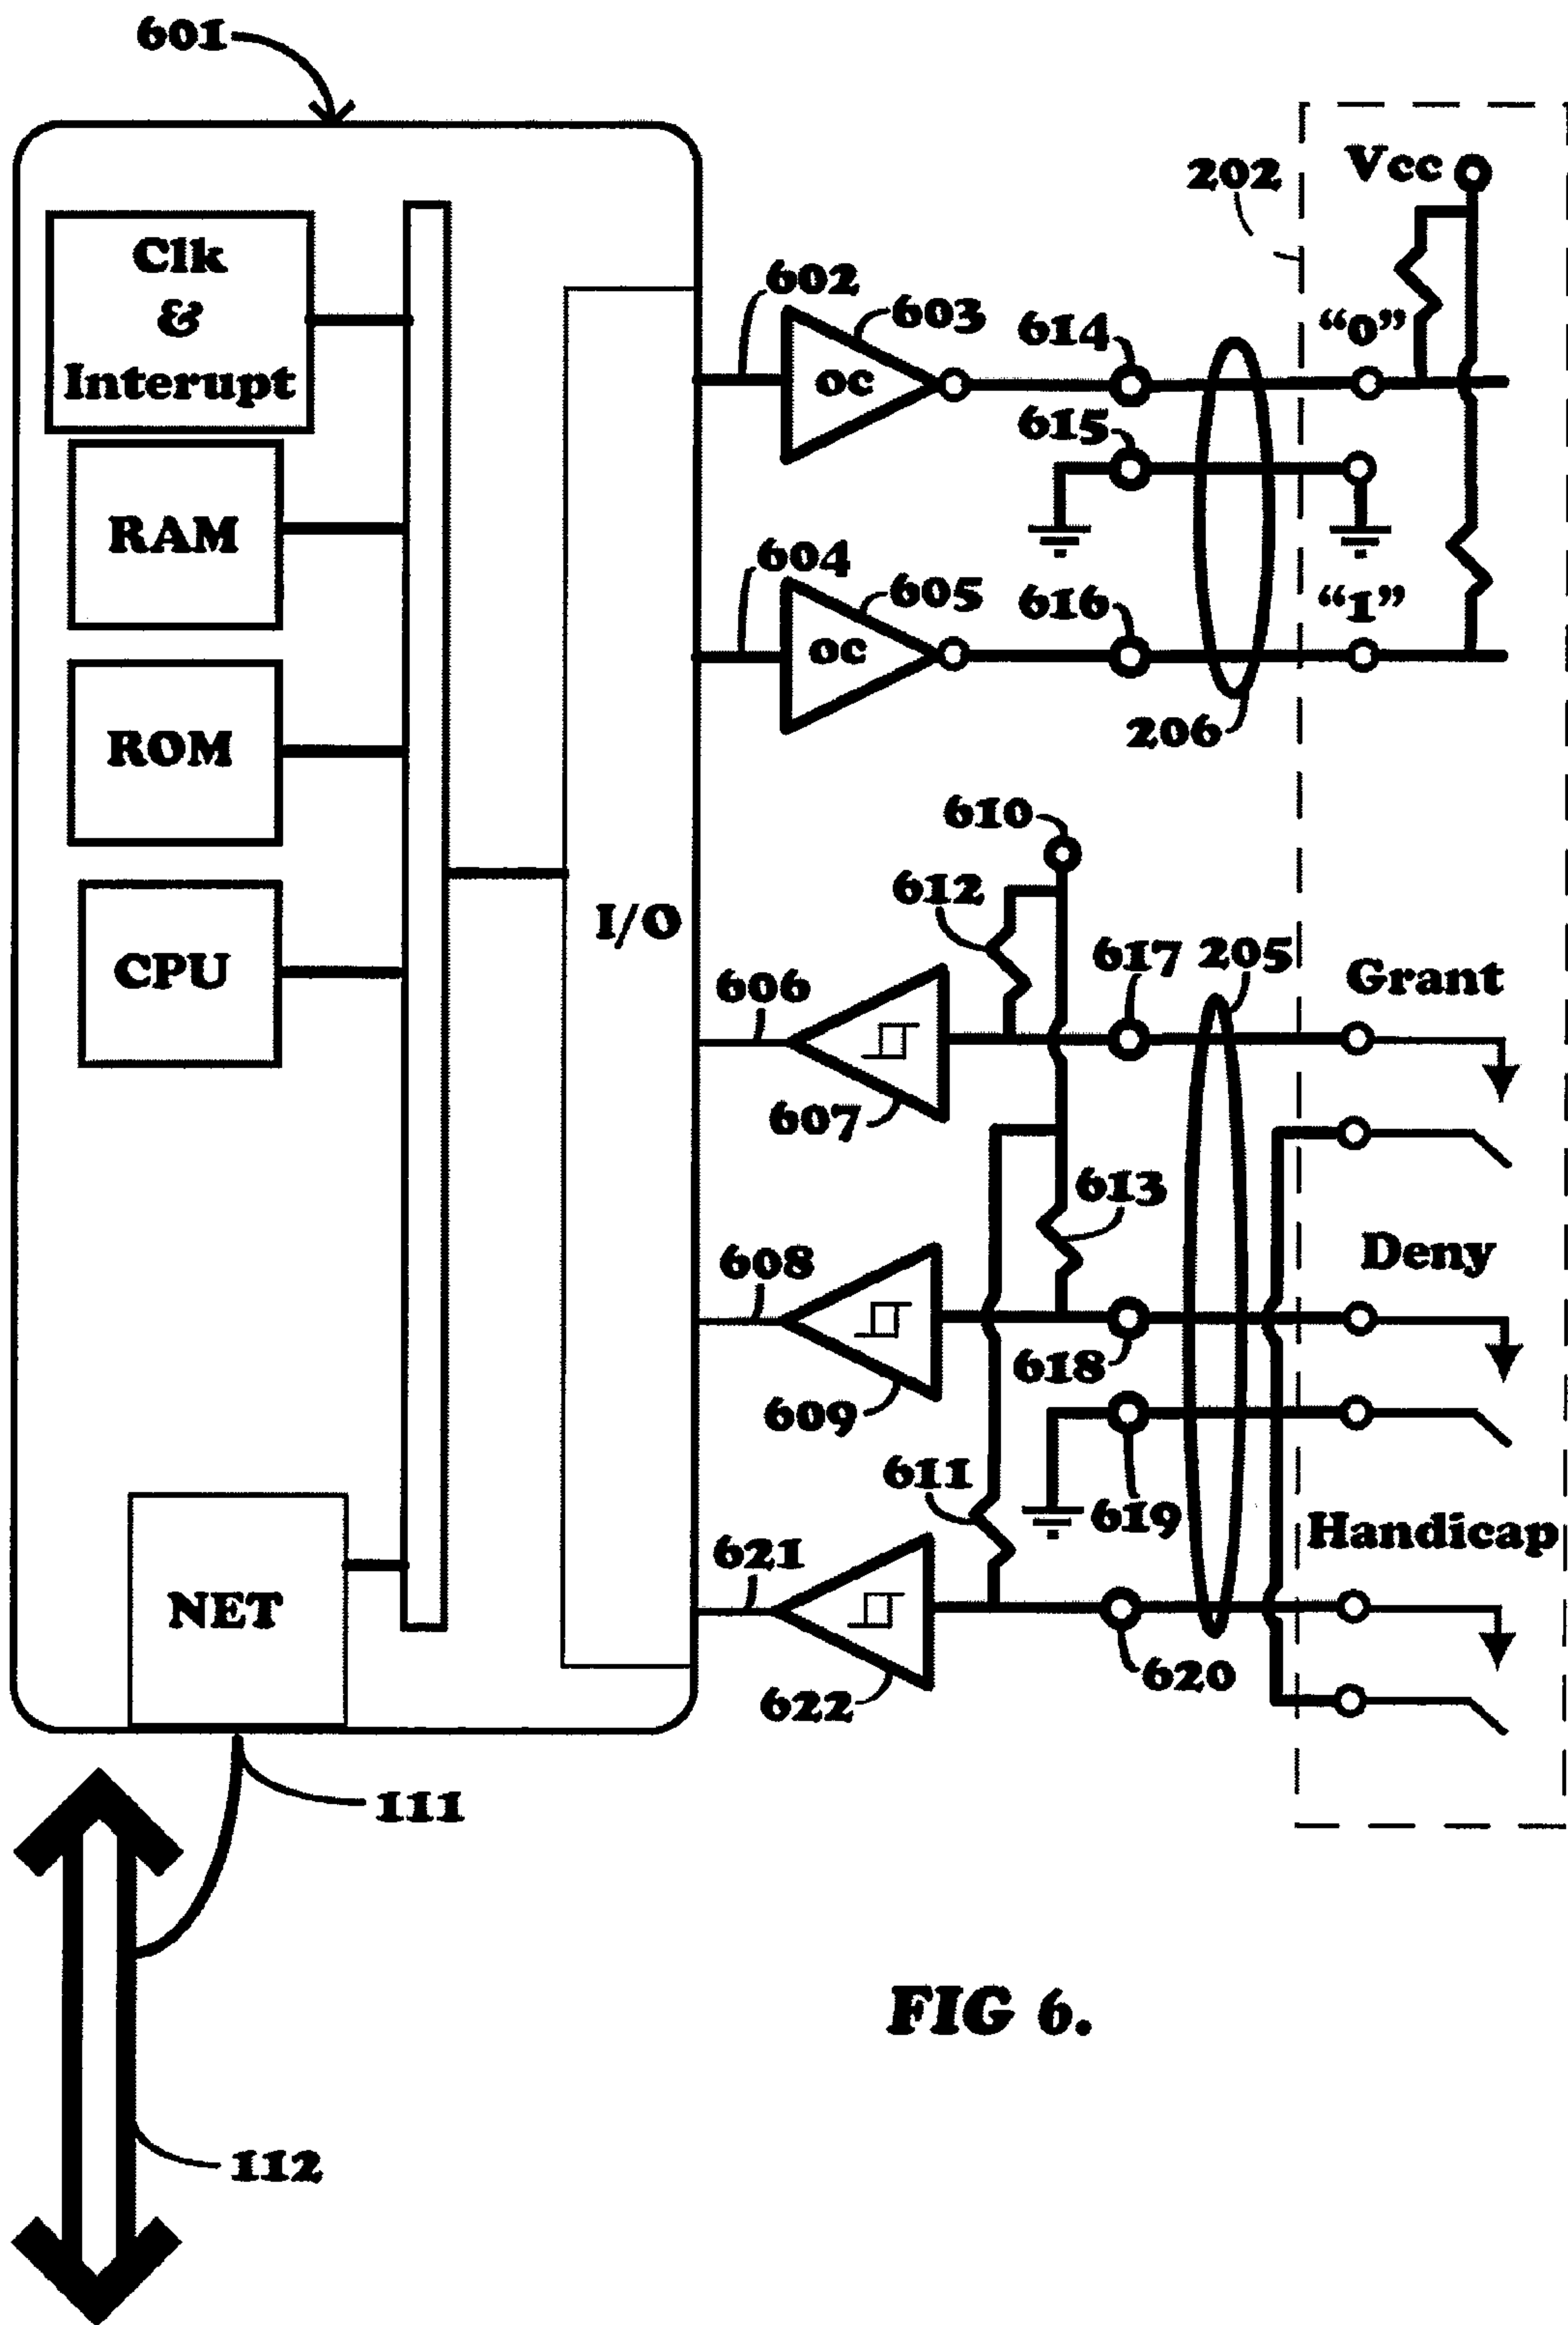 601
202
Vcc
Clk
&
Interupt
602
603
614
“0”
OC
615
RAM
604
605
616
“1”
OC
ROM
206
610
612
I/O
617
205
Grant
CPU
606
607
613
608
Deny
618
609
611
619
Handicap
621
NET
620
622
111
FIG 6.
112